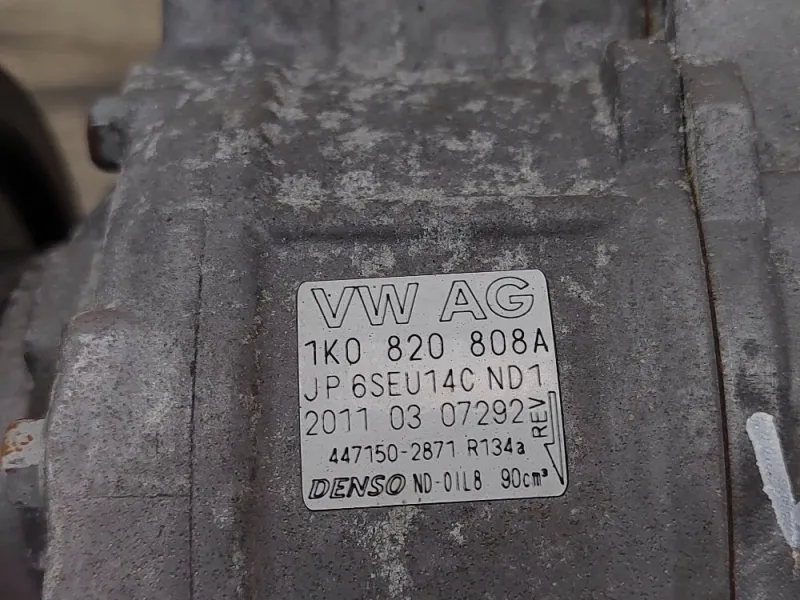 VW AG
1K0 820 808A
JP 6SEU14C ND1
2011 03 07292
REV
447150-2871 R134a
DENSO ND-OIL8 90cm³